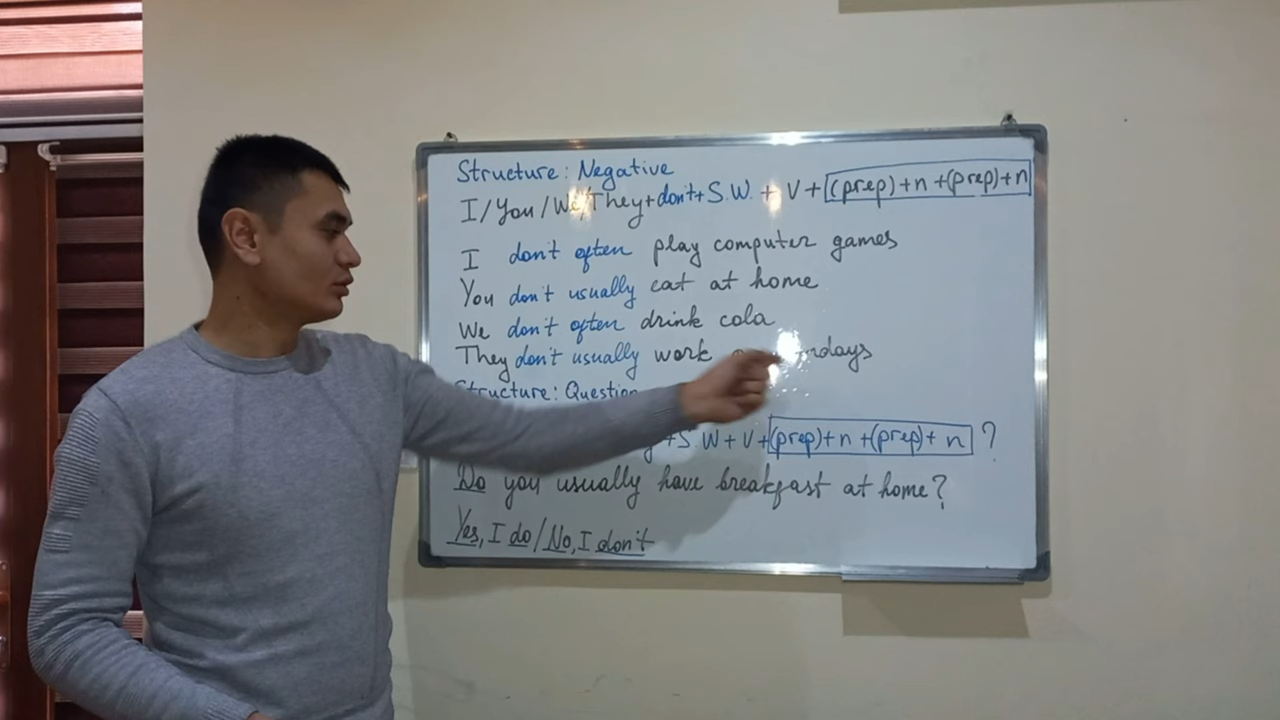 Structure: Negative
I/You/We/They+don't+S.W. + V+(prep)+n+(prep)+n
I don't often play computer games
You don't usually eat at home
We don't often drink cola
They don't usually work
Structure: Question
+S.W+V+(prep)+n+(prep)+n ?
Do you usually have breakfast at home?
Yes, I do/No, I don't